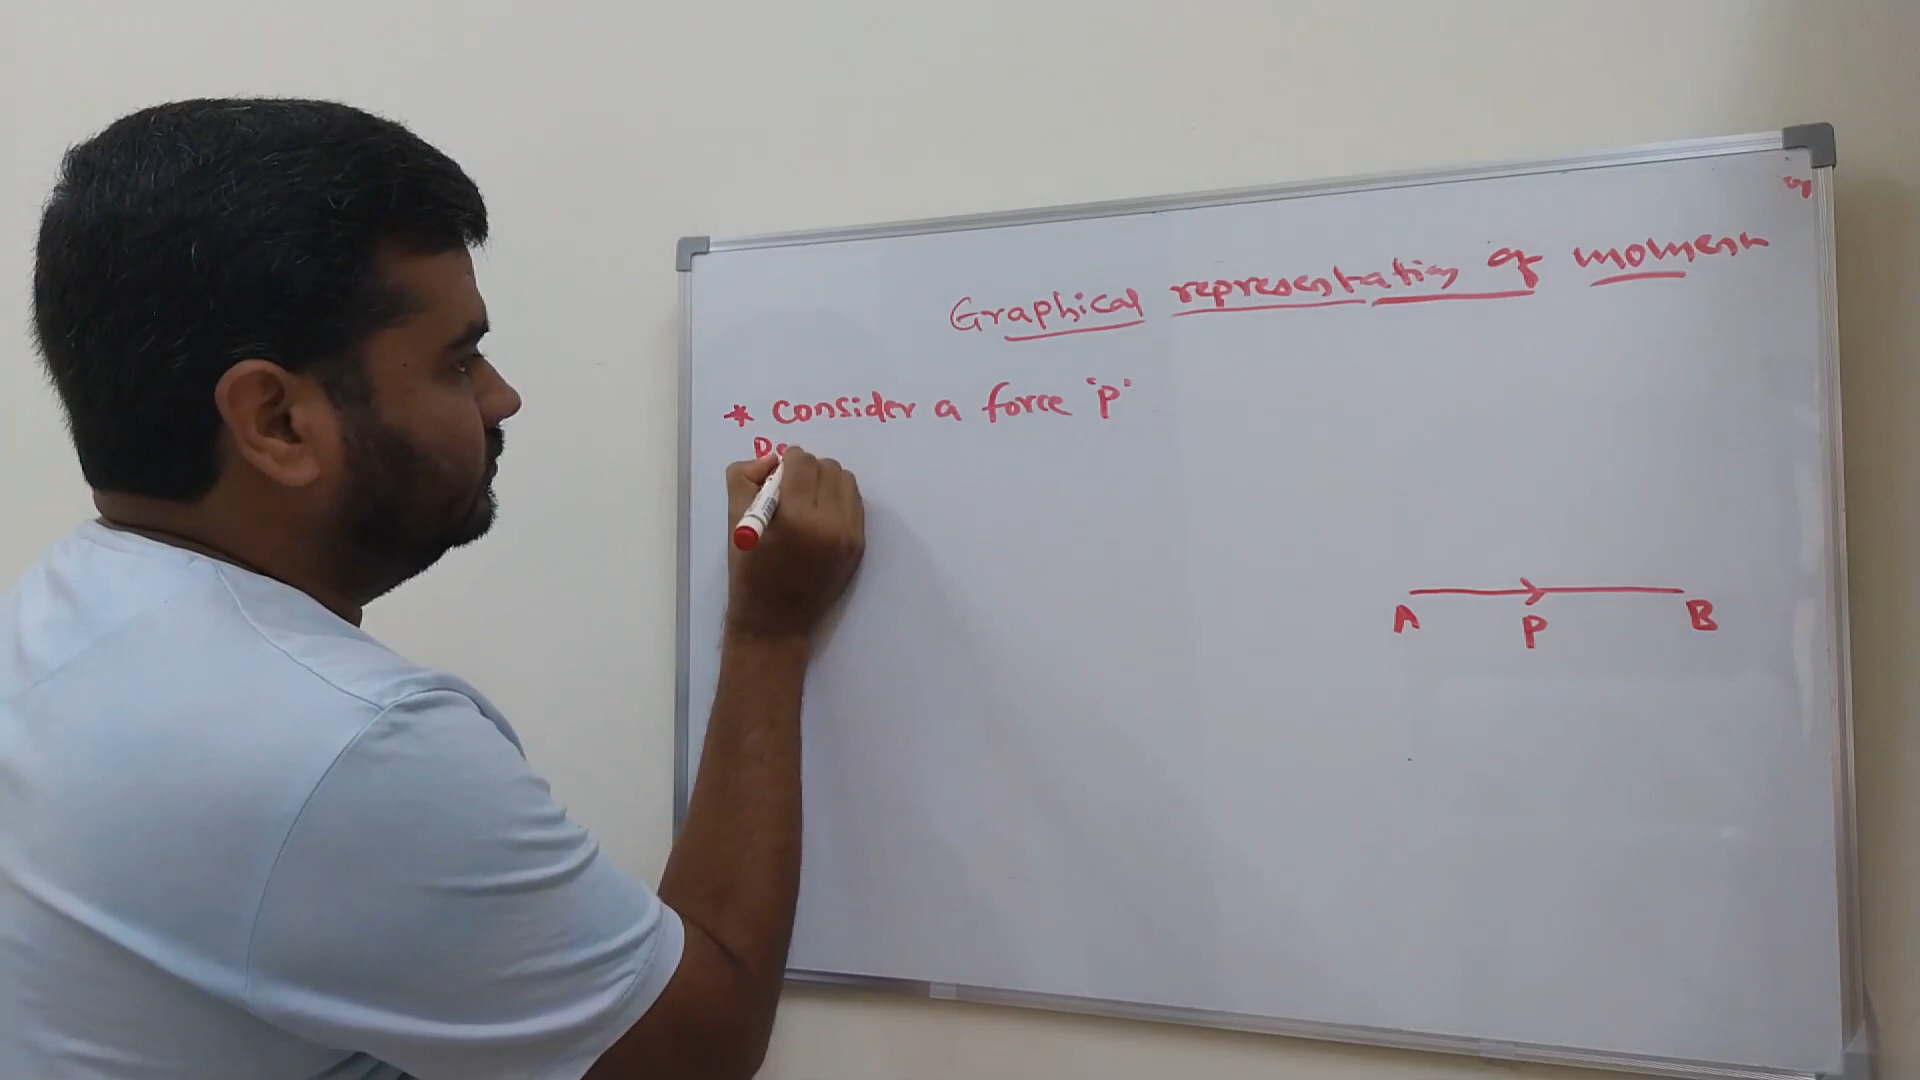 Graphical representation of moment
* consider a force 'p'
A P B